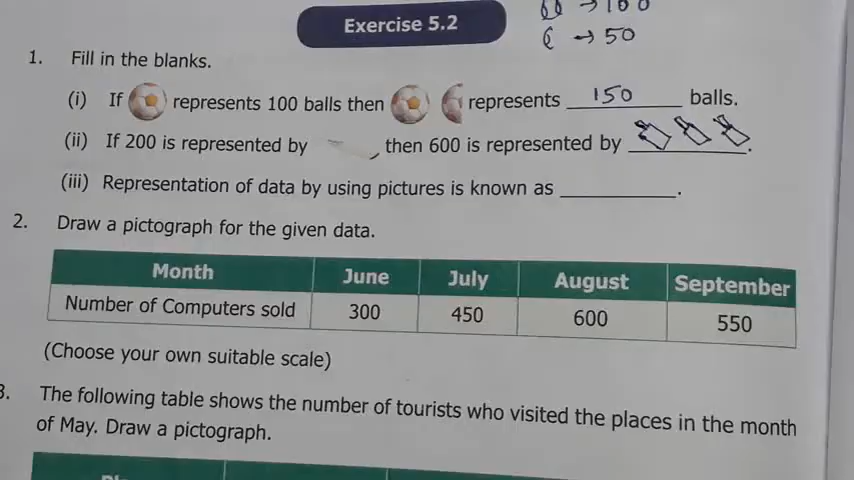 → 100
Exercise 5.2
→ 50
1. Fill in the blanks.
(i) If represents 100 balls then represents 150 balls.
(ii) If 200 is represented by , then 600 is represented by .
(iii) Representation of data by using pictures is known as ________.
2. Draw a pictograph for the given data.
Month June July August September
Number of Computers sold 300 450 600 550
(Choose your own suitable scale)
3. The following table shows the number of tourists who visited the places in the month
of May. Draw a pictograph.